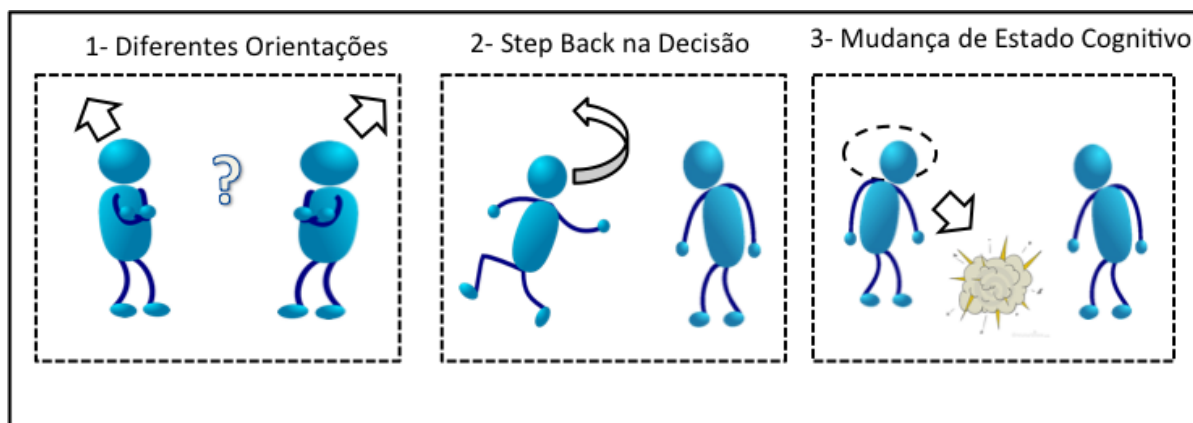 1- Diferentes Orientações
2- Step Back na Decisão
3- Mudança de Estado Cognitivo
?